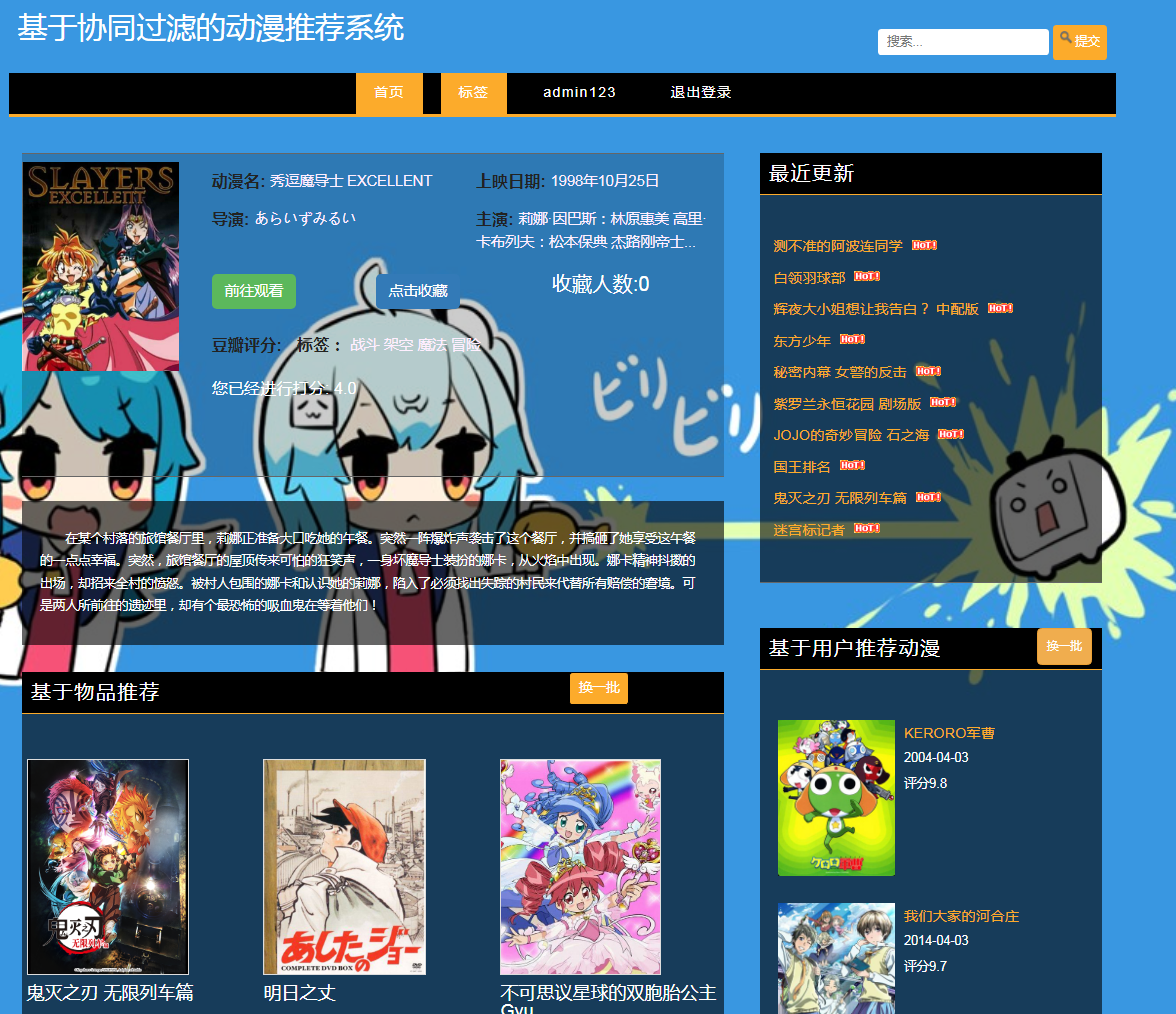 基于协同过滤的动漫推荐系统
搜索...
提交
首页
标签
admin123
退出登录
SLAYERS
EXCELLENT
动漫名: 秀逗魔导士 EXCELLENT
上映日期: 1998年10月25日
导演: あらいずみるい
主演: 莉娜·因巴斯：林原惠美 高里·
卡布列夫：松本保典 杰路刚帝士...
前往观看
点击收藏
收藏人数:0
豆瓣评分: 标签： 战斗 架空 魔法 冒险
您已经进行打分: 4.0
ビリ
ビリ
在某个村落的旅馆餐厅里，莉娜正准备大口吃她的午餐。突然一阵爆炸声袭击了这个餐厅，并搞砸了她享受这午餐
的一点点幸福。突然，旅馆餐厅的屋顶传来可怕的狂笑声，一身坏魔导士装扮的娜卡，从火焰中出现。娜卡精神抖擞的
出场，却招来全村的愤怒。被村人包围的娜卡和认识她的莉娜，陷入了必须找出失踪的村民来代替所有赔偿的窘境。可
是两人所前往的遗迹里，却有个最恐怖的吸血鬼在等着他们！
基于物品推荐
换一批
鬼灭之刃
无限列车篇
あしたのジョー
COMPLETE DVD BOX
鬼灭之刃 无限列车篇
明日之丈
不可思议星球的双胞胎公主
Gyu
最近更新
测不准的阿波连同学 HOT!
白领羽球部 HOT!
辉夜大小姐想让我告白？ 中配版 HOT!
东方少年 HOT!
秘密内幕 女警的反击 HOT!
紫罗兰永恒花园 剧场版 HOT!
JOJO的奇妙冒险 石之海 HOT!
国王排名 HOT!
鬼灭之刃 无限列车篇 HOT!
迷宫标记者 HOT!
基于用户推荐动漫
换一批
ケロロ軍曹
KERORO军曹
2004-04-03
评分9.8
我们大家的河合庄
2014-04-03
评分9.7